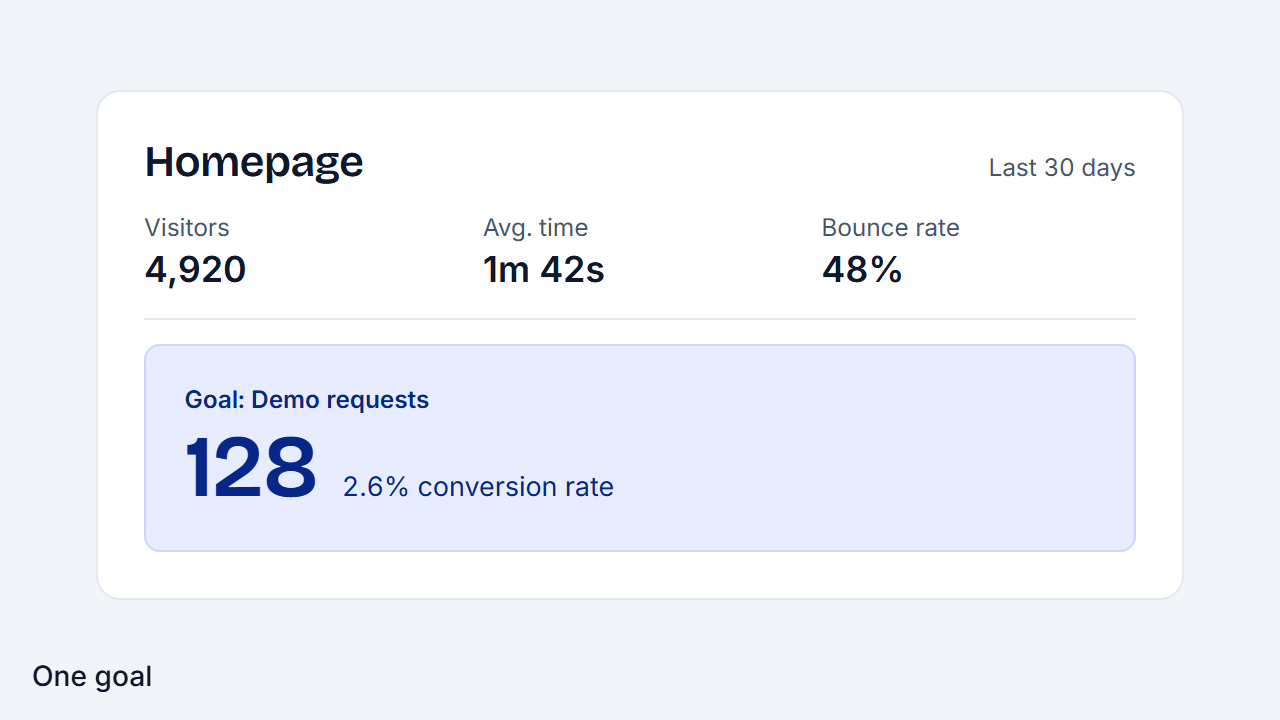 Homepage
Last 30 days
Visitors
Avg. time
Bounce rate
4,920
1m 42s
48%
Goal: Demo requests
128
2.6% conversion rate
One goal